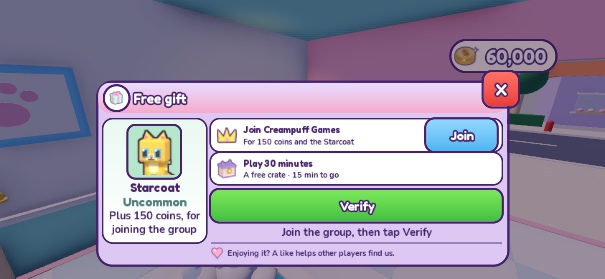 60,000
Free gift
Starcoat
Uncommon
Plus 150 coins, for
joining the group
Join Creampuff Games
For 150 coins and the Starcoat
Join
Play 30 minutes
A free crate · 15 min to go
Verify
Join the group, then tap Verify
Enjoying it? A like helps other players find us.